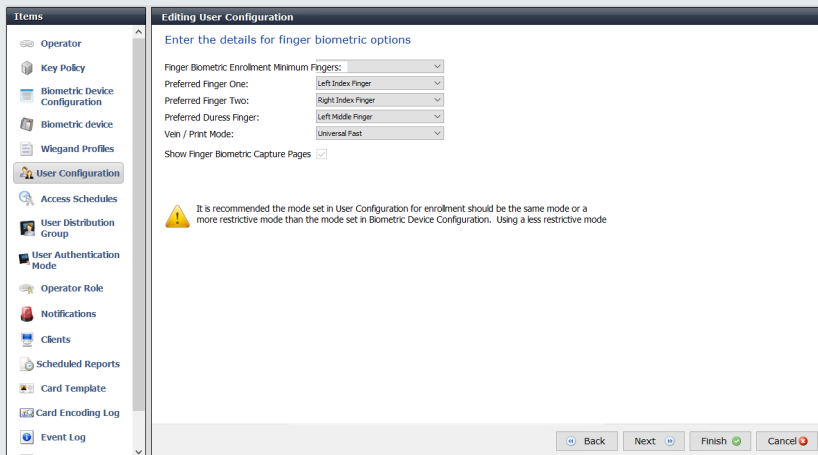 Items
Operator
Key Policy
Biometric Device
Configuration
Biometric device
Wiegand Profiles
User Configuration
Access Schedules
User Distribution
Group
User Authentication
Mode
Operator Role
Notifications
Clients
Scheduled Reports
Card Template
Card Encoding Log
Event Log
Editing User Configuration
Enter the details for finger biometric options
Finger Biometric Enrollment Minimum Fingers:
Preferred Finger One: Left Index Finger
Preferred Finger Two: Right Index Finger
Preferred Duress Finger: Left Middle Finger
Vein / Print Mode: Universal Fast
Show Finger Biometric Capture Pages
It is recommended the mode set in User Configuration for enrollment should be the same mode or a
more restrictive mode than the mode set in Biometric Device Configuration. Using a less restrictive mode
Back Next Finish Cancel